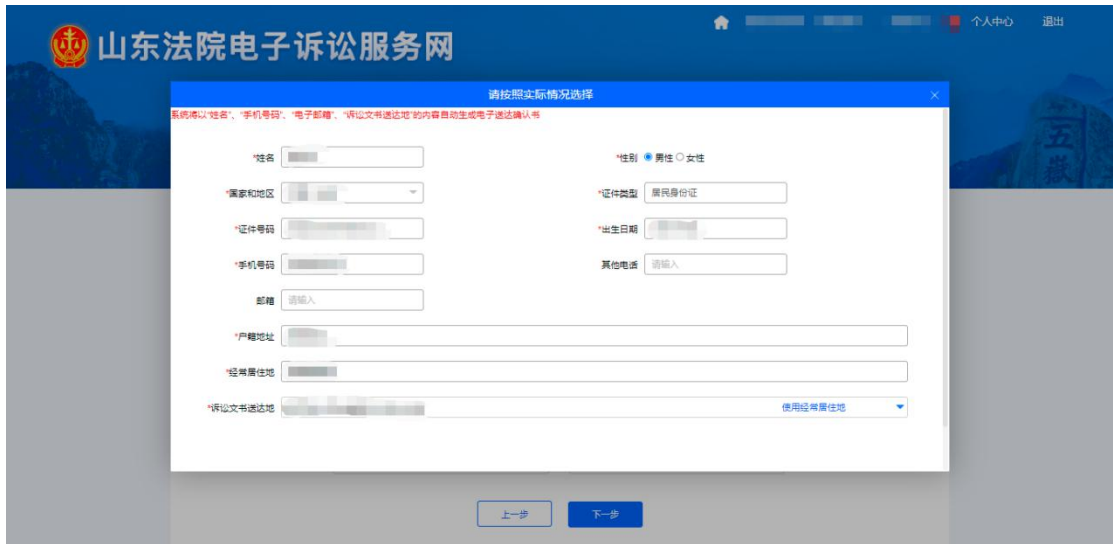 个人中心 退出
山东法院电子诉讼服务网
请按照实际情况选择
系统将以"姓名"、"手机号码"、"电子邮箱"、"诉讼文书送达地"的内容自动生成电子送达确认书
*姓名 *性别 男性 女性
*国家和地区 *证件类型 居民身份证
*证件号码 *出生日期
*手机号码 其他电话 请输入
邮箱 请输入
*户籍地址
*经常居住地
*诉讼文书送达地 使用经常居住地
上一步 下一步
五嶽